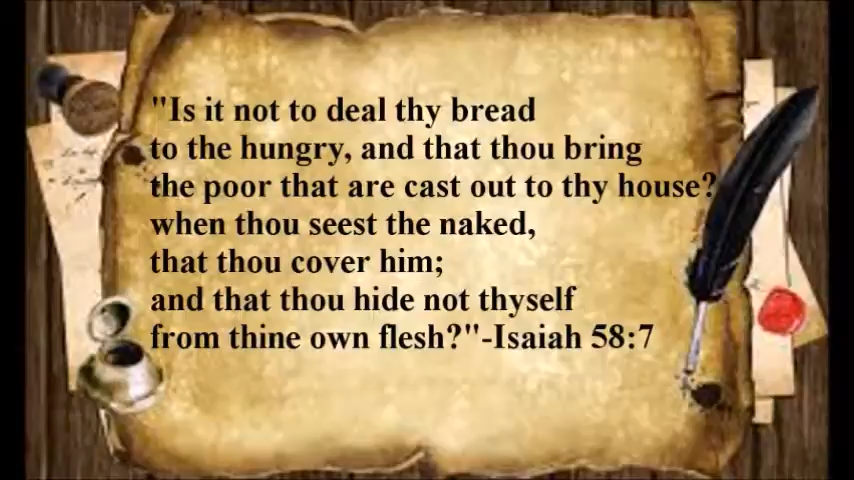 "Is it not to deal thy bread
to the hungry, and that thou bring
the poor that are cast out to thy house?
when thou seest the naked,
that thou cover him;
and that thou hide not thyself
from thine own flesh?"-Isaiah 58:7